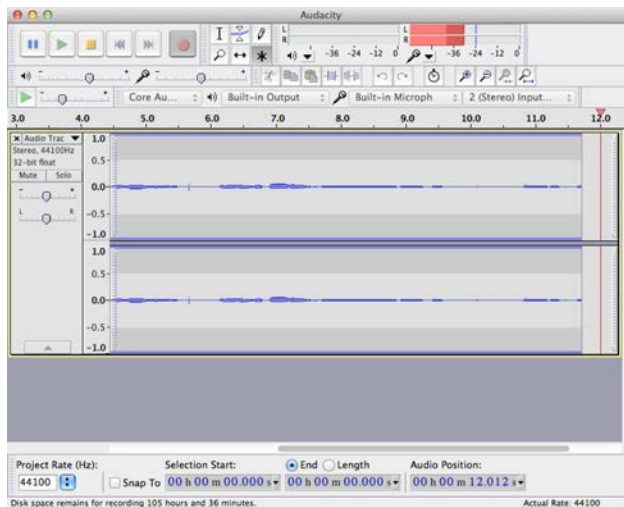 Audacity
L
R
-36 -24 -12 0
L
R
-36 -24 -12 0
Core Au... Built-in Output Built-in Microph 2 (Stereo) Input...
3.0 4.0 5.0 6.0 7.0 8.0 9.0 10.0 11.0 12.0
Audio Trac
Stereo, 44100Hz
32-bit float
Mute Solo
- +
L R
1.0
0.5
0.0
-0.5
-1.0
1.0
0.5
0.0
-0.5
-1.0
Project Rate (Hz): Selection Start: End Length Audio Position:
44100 Snap To 00 h 00 m 00.000 s 00 h 00 m 00.000 s 00 h 00 m 12.012 s
Disk space remains for recording 105 hours and 36 minutes. Actual Rate: 44100